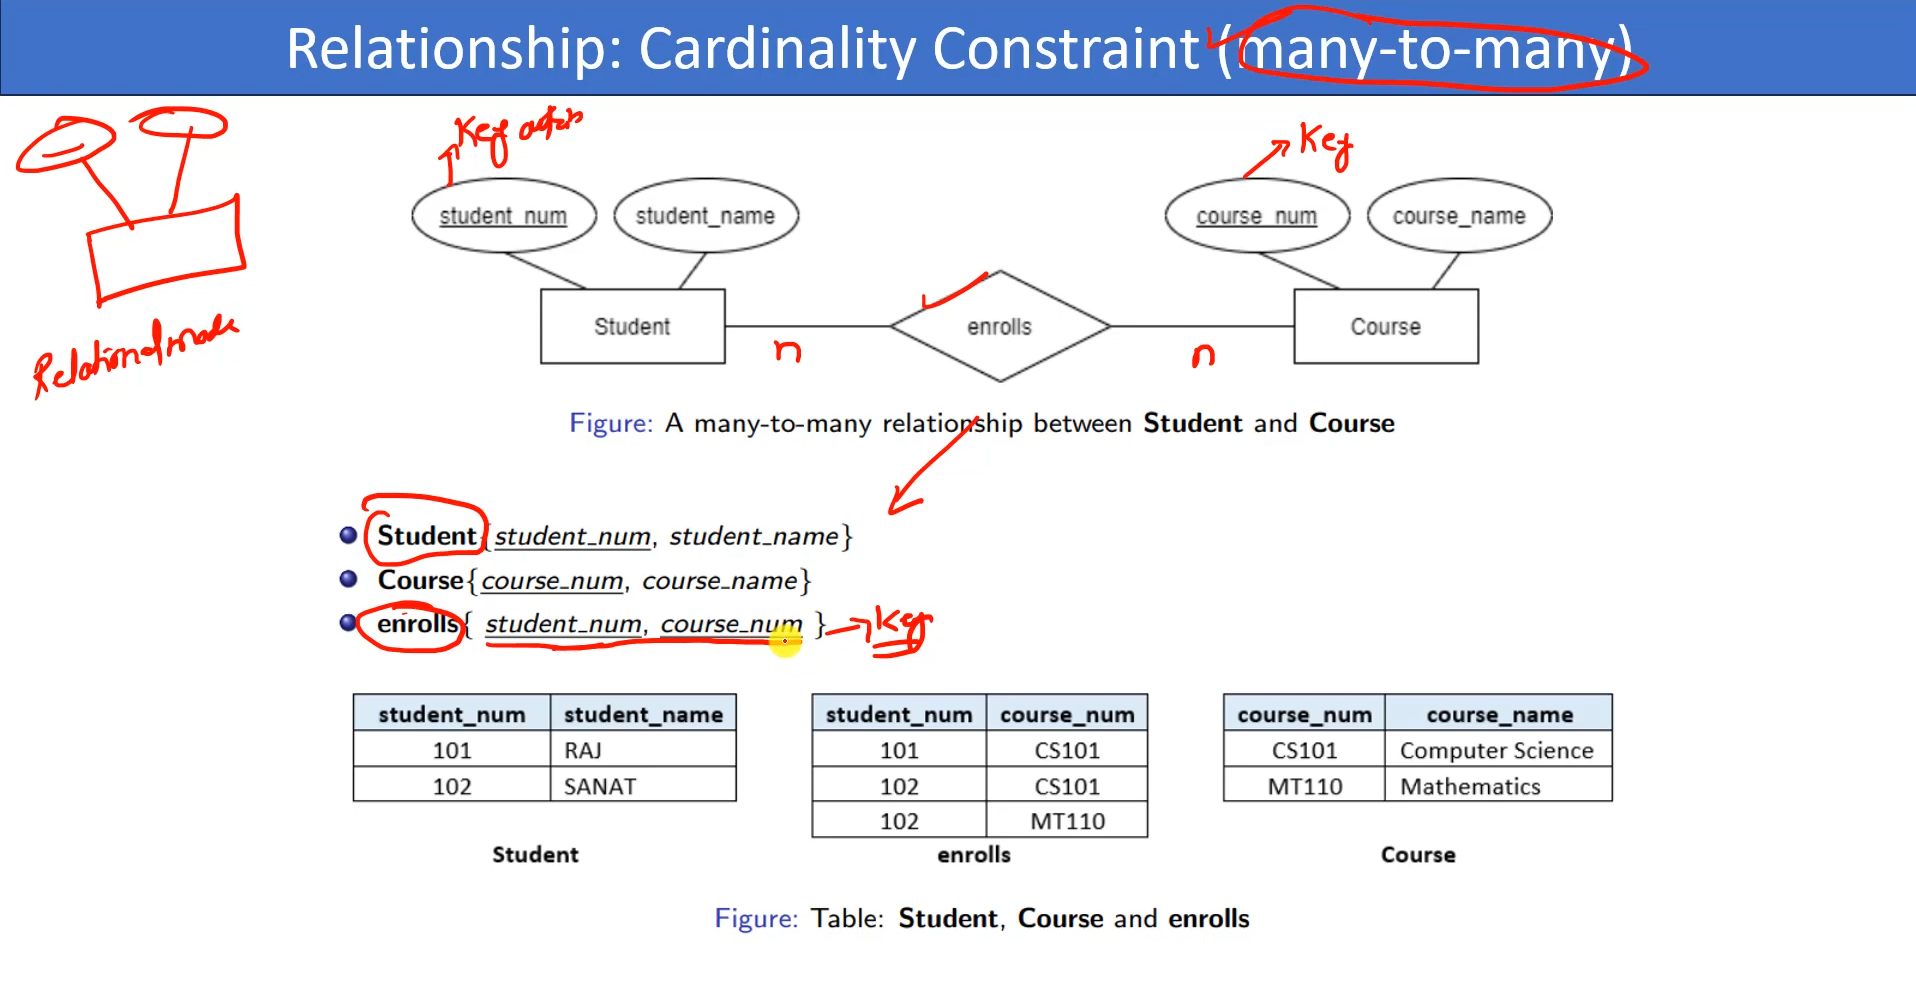 Relationship: Cardinality Constraint (many-to-many)
Key
Key
student_num
student_name
course_num
course_name
Student
enrolls
Course
n
n
Figure: A many-to-many relationship between Student and Course
Student{student_num, student_name}
Course{course_num, course_name}
enrolls{ student_num, course_num } Key
student_num student_name
101 RAJ
102 SANAT
Student
student_num course_num
101 CS101
102 CS101
102 MT110
enrolls
course_num course_name
CS101 Computer Science
MT110 Mathematics
Course
Figure: Table: Student, Course and enrolls